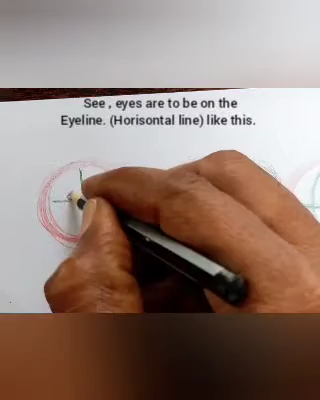 See , eyes are to be on the
Eyeline. (Horisontal line) like this.